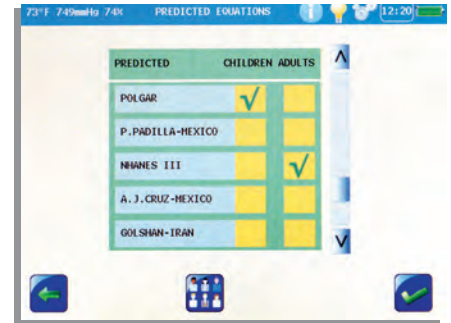 73°F 749mmHg 74% PREDICTED EQUATIONS 12:20
PREDICTED CHILDREN ADULTS
POLGAR √
P.PADILLA-MEXICO
NHANES III √
A.J.CRUZ-MEXICO
GOLSHAN-IRAN